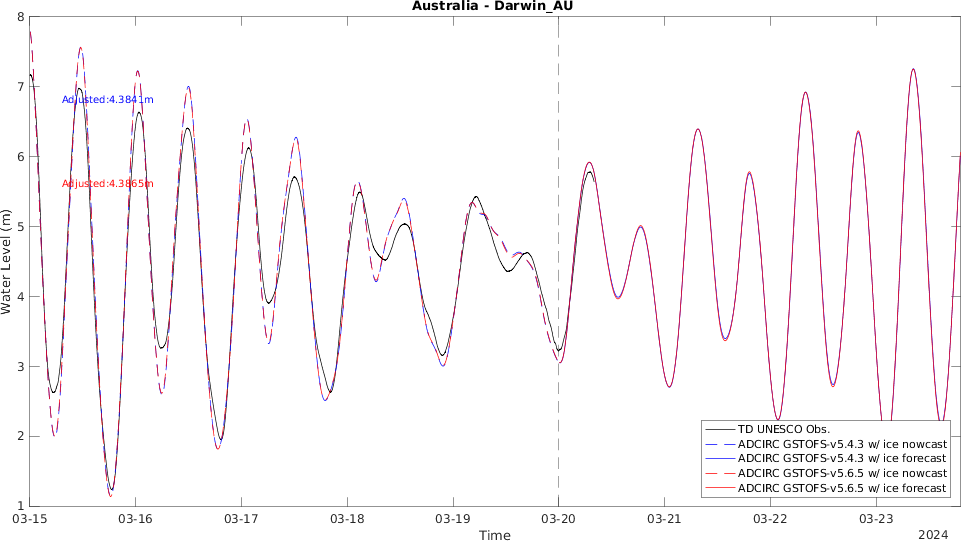 Australia - Darwin_AU
8
7
6
5
4
3
2
1
Water Level (m)
Adjusted:4.3841m
Adjusted:4.3865m
TD UNESCO Obs.
ADCIRC GSTOFS-v5.4.3 w/ ice nowcast
ADCIRC GSTOFS-v5.4.3 w/ ice forecast
ADCIRC GSTOFS-v5.6.5 w/ ice nowcast
ADCIRC GSTOFS-v5.6.5 w/ ice forecast
03-15 03-16 03-17 03-18 03-19 03-20 03-21 03-22 03-23
Time
2024